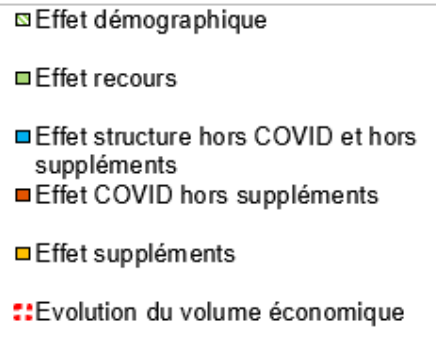 Effet démographique
Effet recours
Effet structure hors COVID et hors
suppléments
Effet COVID hors suppléments
Effet suppléments
Evolution du volume économique